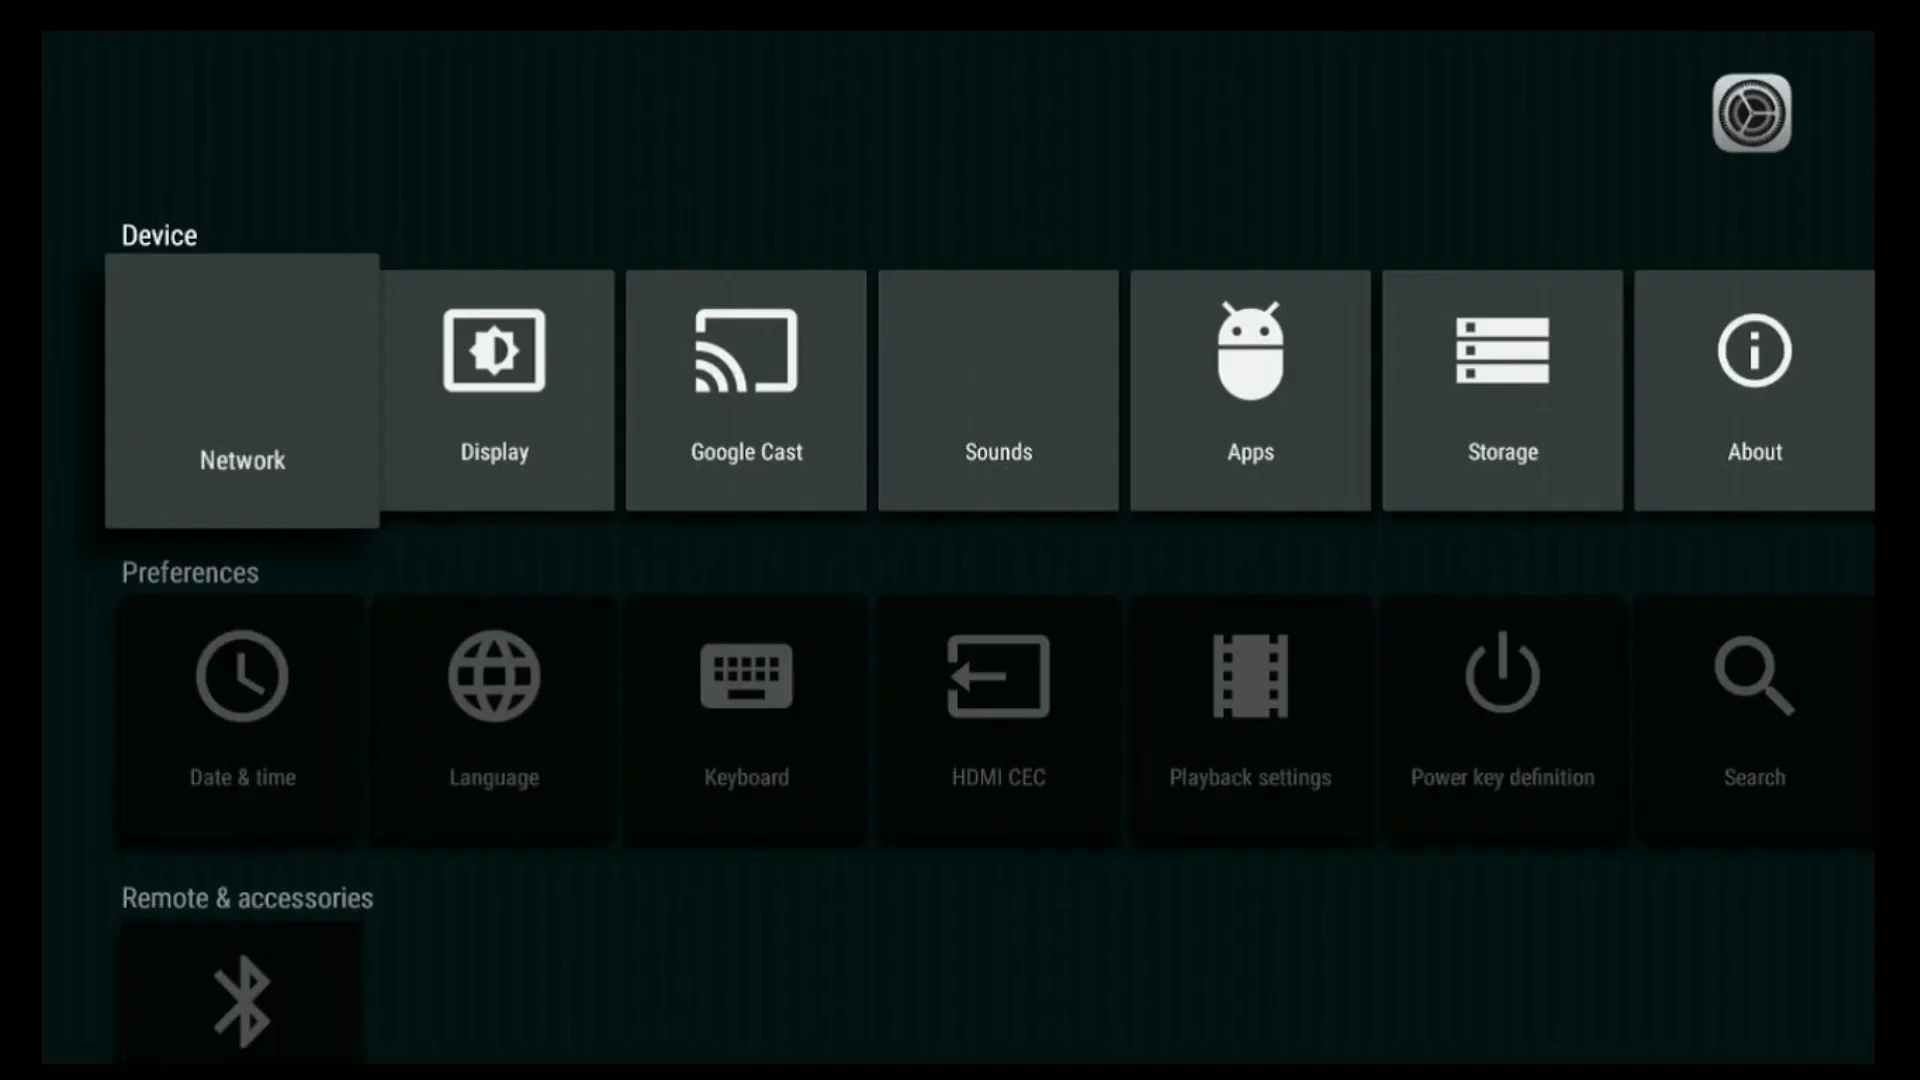 Device
Network
Display
Google Cast
Sounds
Apps
Storage
About
Preferences
Date & time
Language
Keyboard
HDMI CEC
Playback settings
Power key definition
Search
Remote & accessories